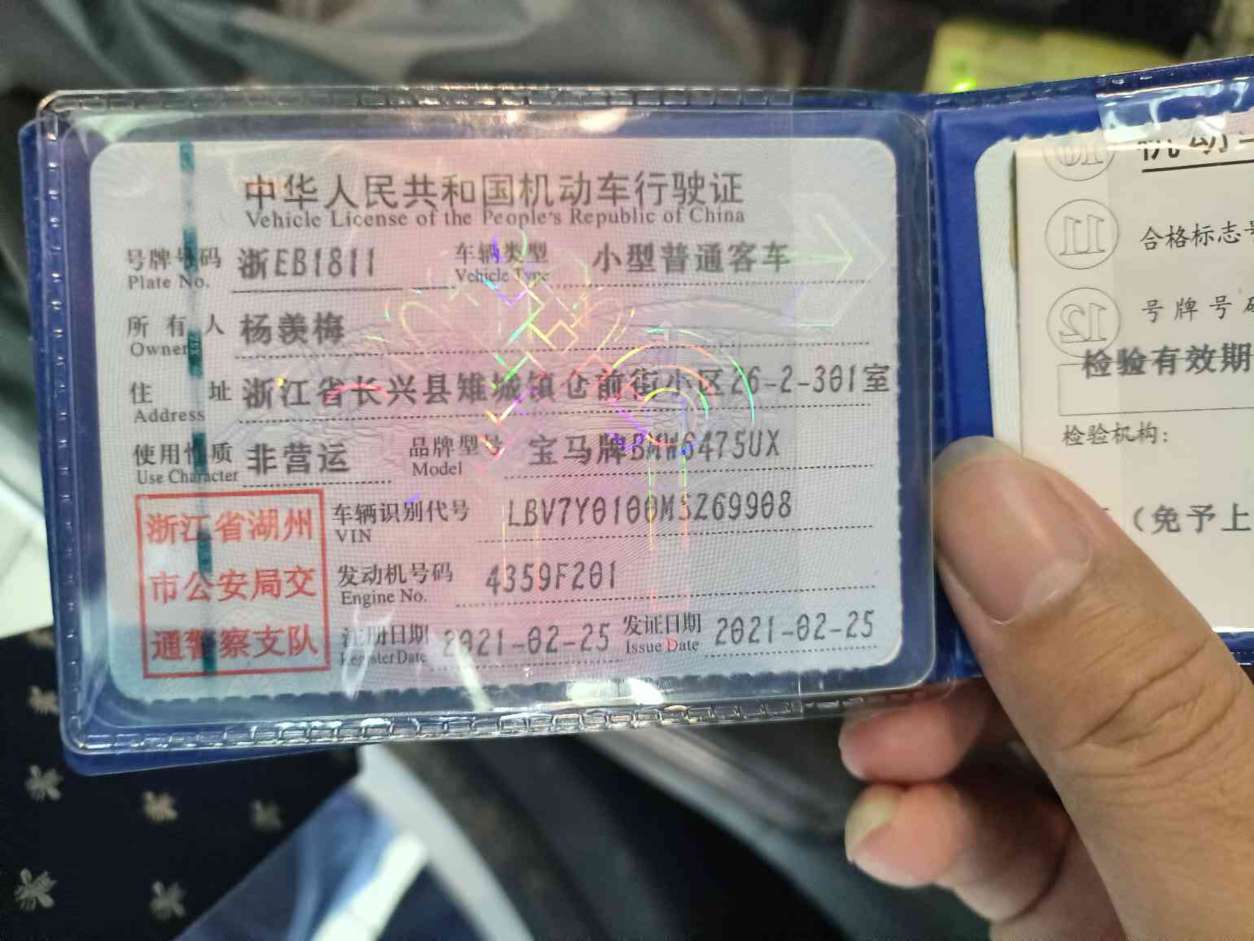 中华人民共和国机动车行驶证
Vehicle License of the People's Republic of China
号牌号码 浙EB1811 车辆类型 小型普通客车
Plate No. Vehicle Type
所有人 杨羡梅
Owner
住址 浙江省长兴县雉城镇仓前街小区26-2-301室
Address
使用性质 非营运 品牌型号 宝马牌BMW6475UX
Use Character Model
浙江省湖州
市公安局交
通警察支队
车辆识别代号 LBV7Y0100MSZ69908
VIN
发动机号码 4359F201
Engine No.
注册日期 2021-02-25 发证日期 2021-02-25
Register Date Issue Date
10
11
合格标志
12
号牌号
检验有效期
检验机构:
(免予上